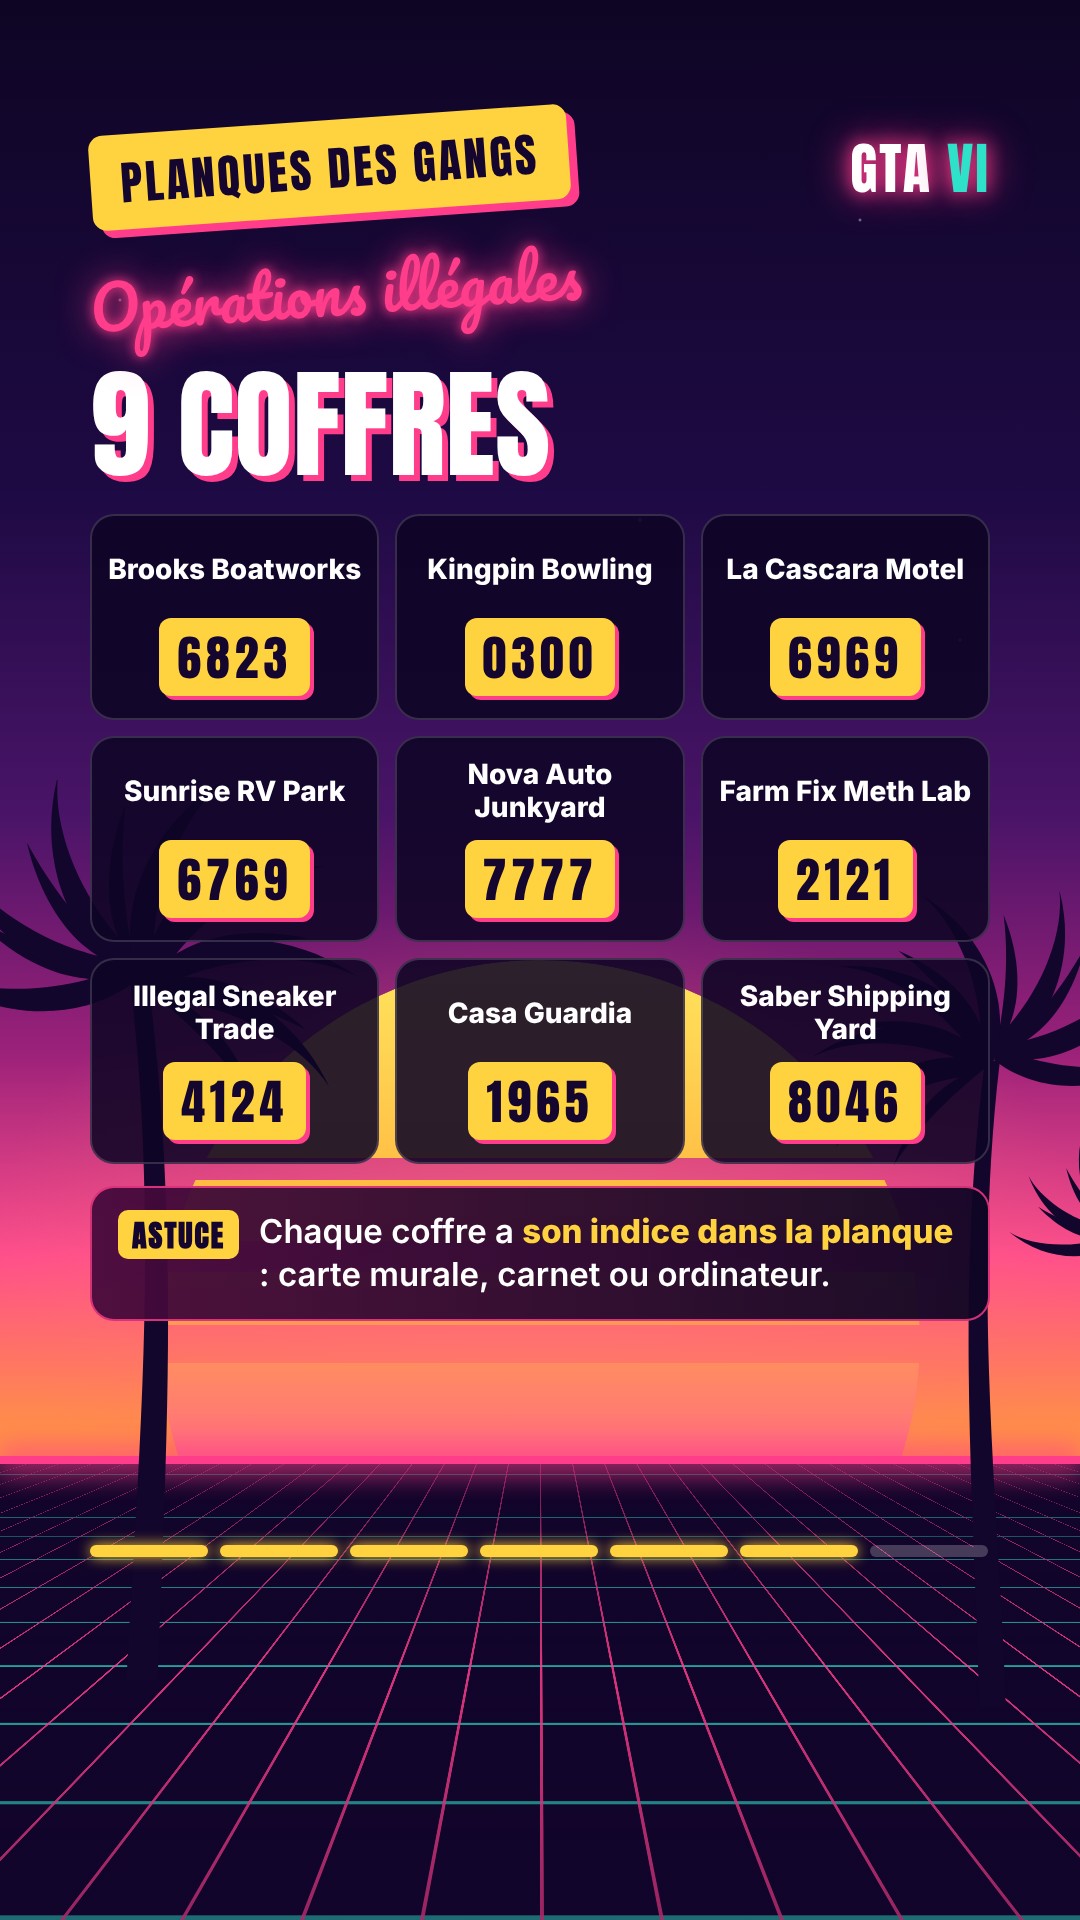 PLANQUES DES GANGS
GTA VI
Opérations illégales
9 COFFRES
Brooks Boatworks
6823
Kingpin Bowling
0300
La Cascara Motel
6969
Sunrise RV Park
6769
Nova Auto
Junkyard
7777
Farm Fix Meth Lab
2121
Illegal Sneaker
Trade
4124
Casa Guardia
1965
Saber Shipping
Yard
8046
ASTUCE
Chaque coffre a son indice dans la planque
: carte murale, carnet ou ordinateur.